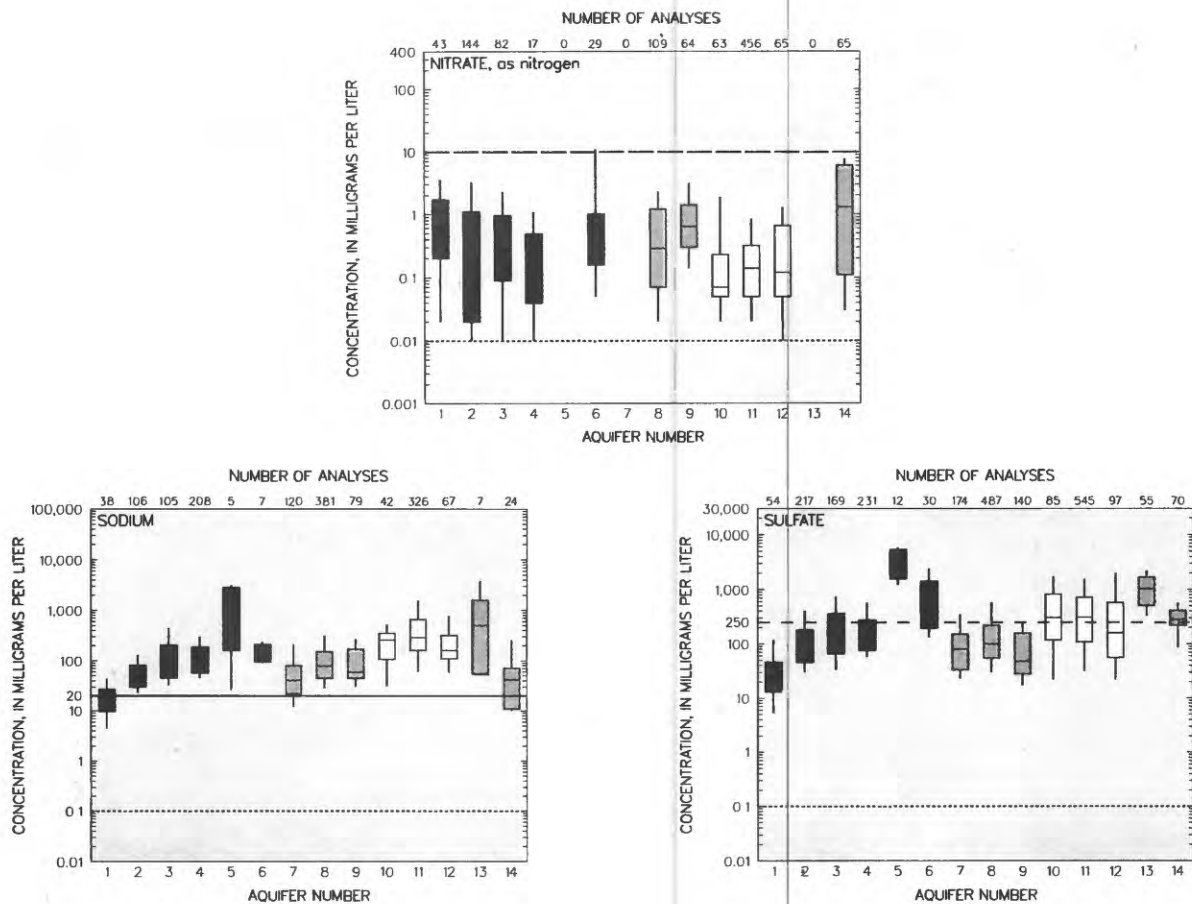 NUMBER OF ANALYSES
43 144 82 17 0 29 0 109 64 63 456 65 0 65
NITRATE, as nitrogen
CONCENTRATION, IN MILLIGRAMS PER LITER
400
100
10
1
0.1
0.01
0.001
1 2 3 4 5 6 7 8 9 10 11 12 13 14
AQUIFER NUMBER
NUMBER OF ANALYSES
38 106 105 208 5 7 120 381 79 42 326 67 7 24
SODIUM
CONCENTRATION, IN MILLIGRAMS PER LITER
100,000
10,000
1,000
100
20
10
1
0.1
0.01
1 2 3 4 5 6 7 8 9 10 11 12 13 14
AQUIFER NUMBER
NUMBER OF ANALYSES
54 217 169 231 12 30 174 487 140 85 545 97 55 70
SULFATE
CONCENTRATION, IN MILLIGRAMS PER LITER
30,000
10,000
1,000
250
100
10
1
0.1
0.01
1 2 3 4 5 6 7 8 9 10 11 12 13 14
AQUIFER NUMBER